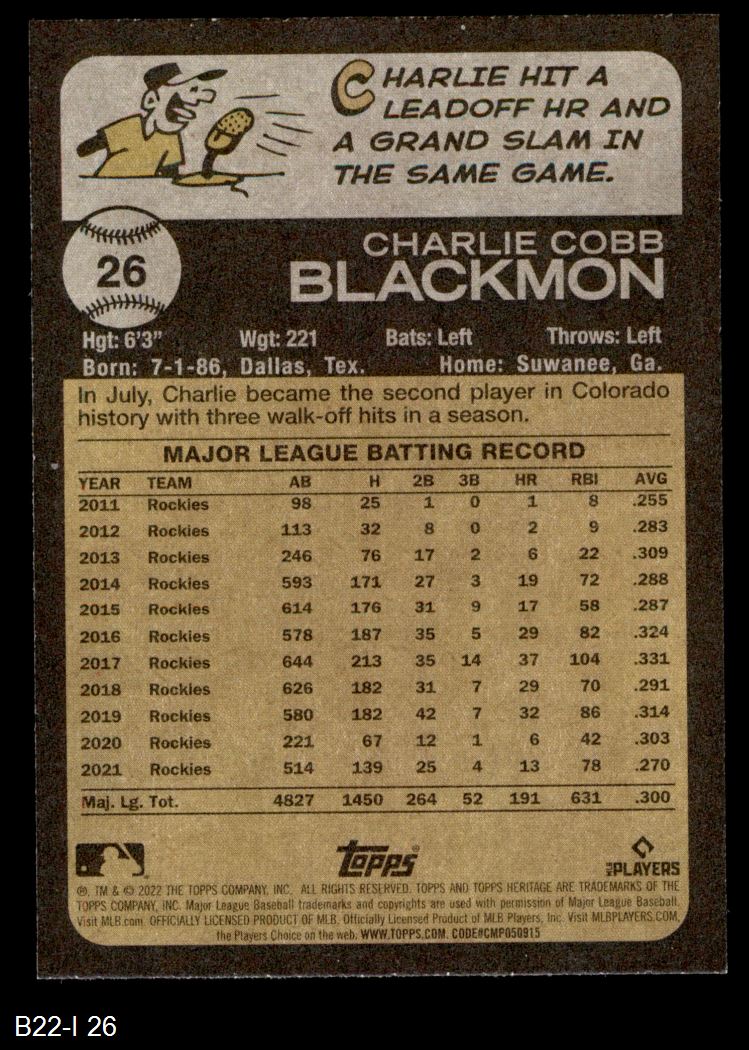 CHARLIE HIT A
LEADOFF HR AND
A GRAND SLAM IN
THE SAME GAME.
26
CHARLIE COBB
BLACKMON
Hgt: 6'3" Wgt: 221 Bats: Left Throws: Left
Born: 7-1-86, Dallas, Tex. Home: Suwanee, Ga.
In July, Charlie became the second player in Colorado
history with three walk-off hits in a season.
MAJOR LEAGUE BATTING RECORD
YEAR TEAM AB H 2B 3B HR RBI AVG
2011 Rockies 98 25 1 0 1 8 .255
2012 Rockies 113 32 8 0 2 9 .283
2013 Rockies 246 76 17 2 6 22 .309
2014 Rockies 593 171 27 3 19 72 .288
2015 Rockies 614 176 31 9 17 58 .287
2016 Rockies 578 187 35 5 29 82 .324
2017 Rockies 644 213 35 14 37 104 .331
2018 Rockies 626 182 31 7 29 70 .291
2019 Rockies 580 182 42 7 32 86 .314
2020 Rockies 221 67 12 1 6 42 .303
2021 Rockies 514 139 25 4 13 78 .270
Maj. Lg. Tot. 4827 1450 264 52 191 631 .300
TOPPS® PLAYERS
®, TM & © 2022 THE TOPPS COMPANY, INC. ALL RIGHTS RESERVED. TOPPS AND TOPPS HERITAGE ARE TRADEMARKS OF THE
TOPPS COMPANY, INC. Major League Baseball trademarks and copyrights are used with permission of Major League Baseball.
Visit MLB.com. OFFICIALLY LICENSED PRODUCT OF MLB. Officially Licensed Product of MLB Players, Inc. Visit MLBPLAYERS.COM,
the Players Choice on the web. WWW.TOPPS.COM. CODE#CMP050915
B22-I 26